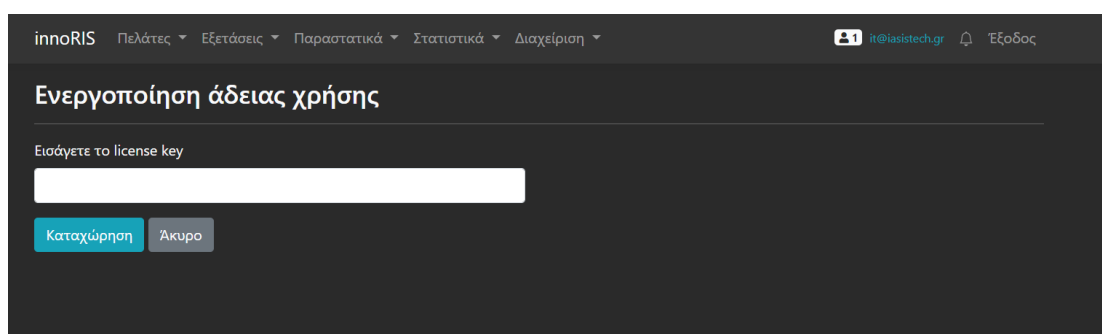 innoRIS Πελάτες Εξετάσεις Παραστατικά Στατιστικά Διαχείριση 1 it@iasistech.gr Έξοδος
Ενεργοποίηση άδειας χρήσης
Εισάγετε το license key
Καταχώρηση Άκυρο